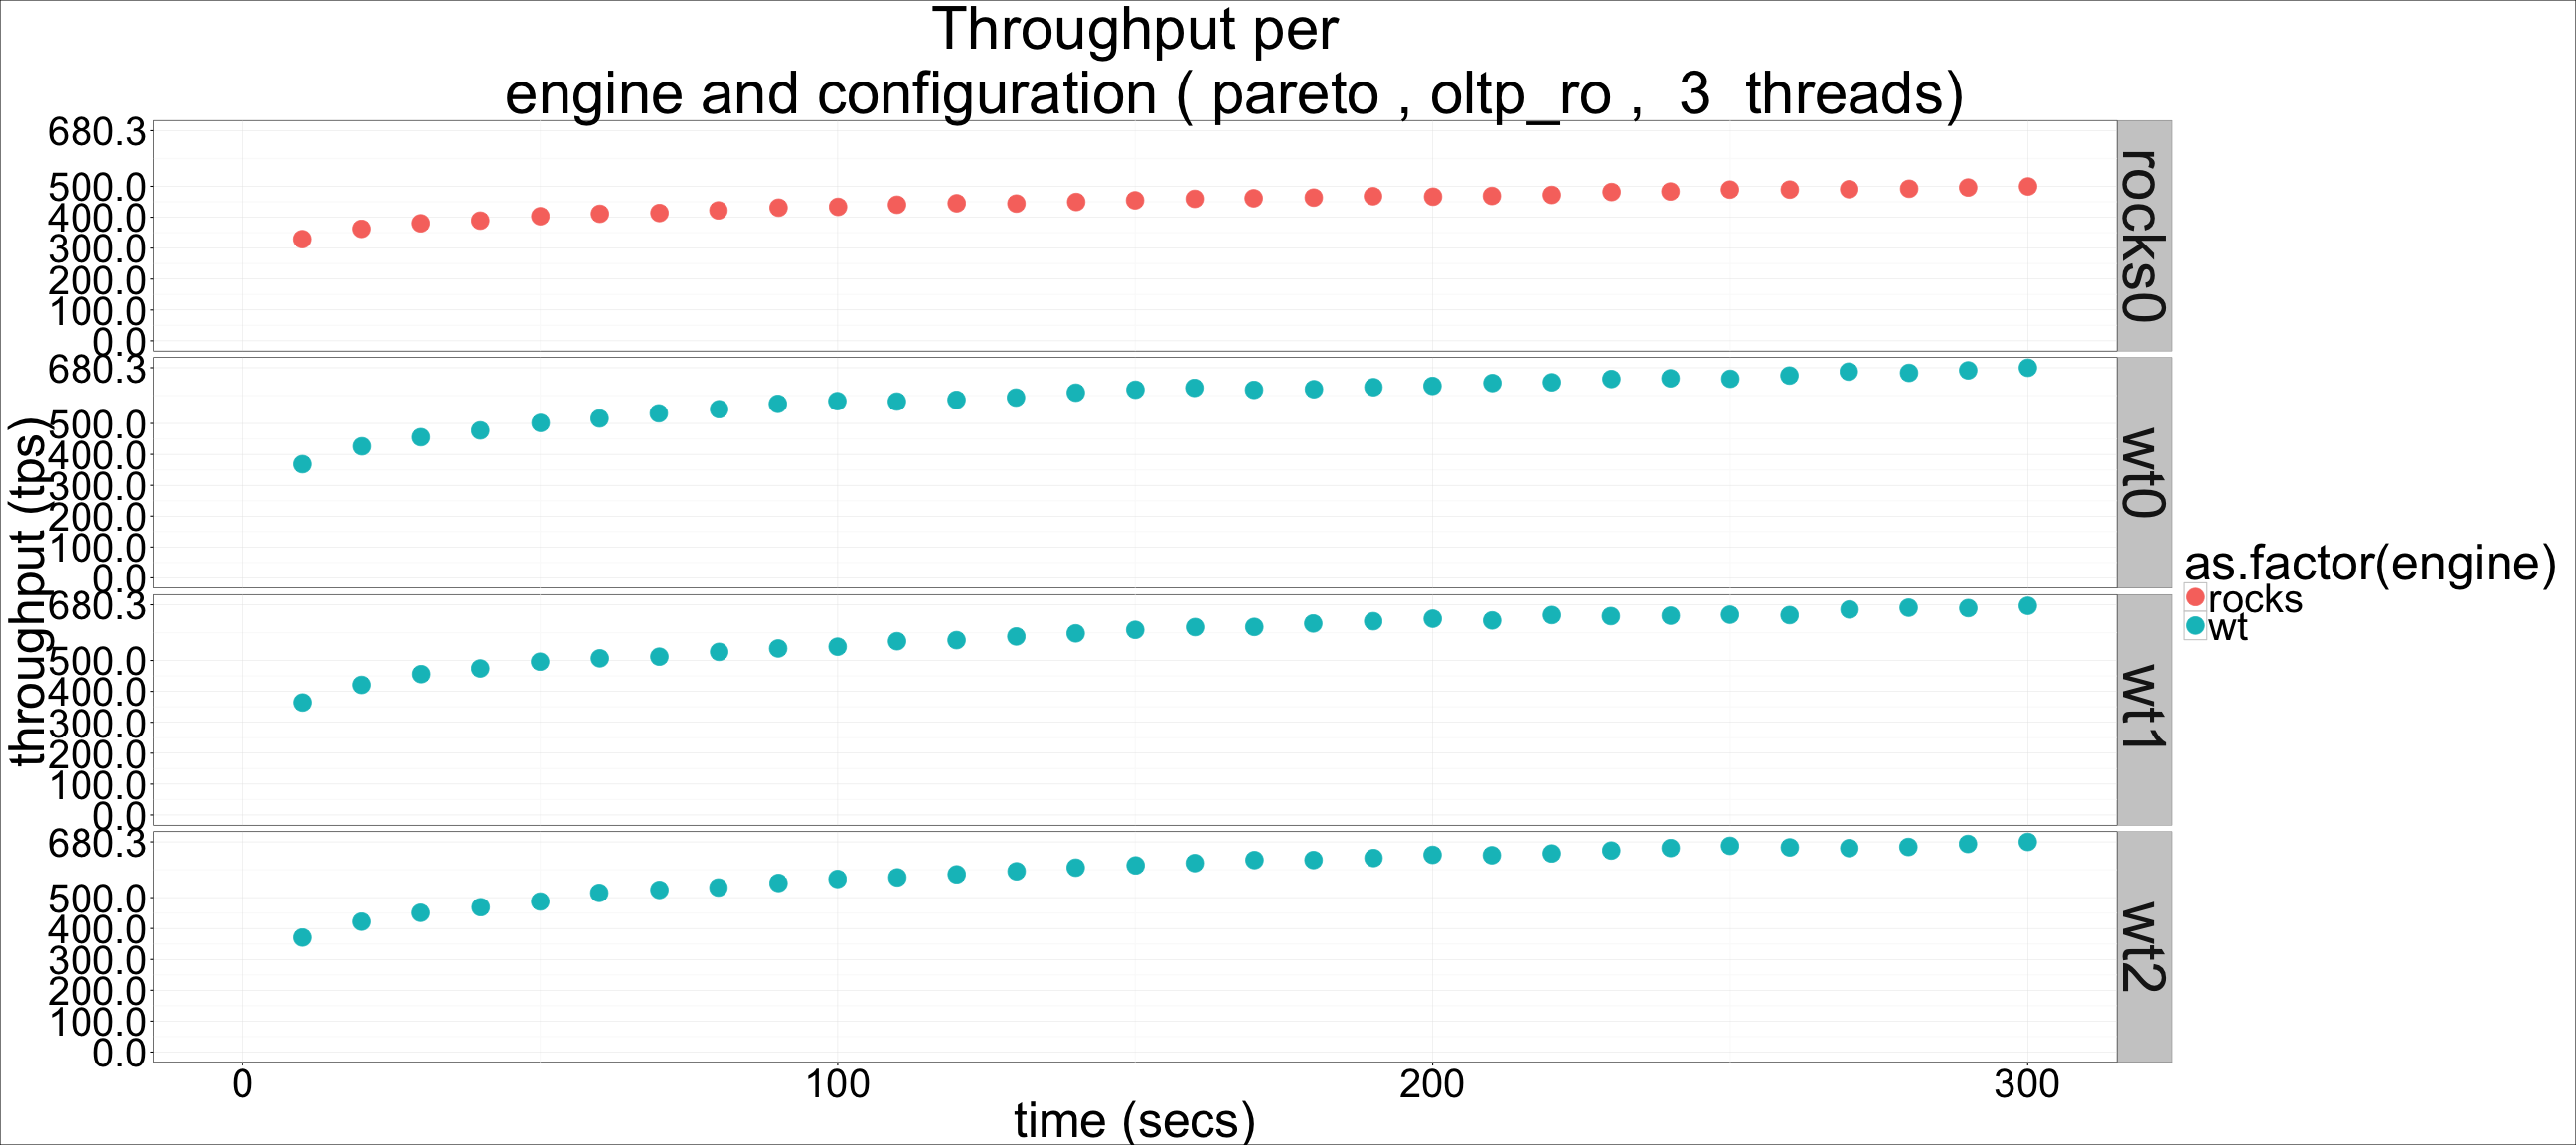 Throughput per
engine and configuration ( pareto , oltp_ro ,  3  threads)
throughput (tps)
680.3
500.0
400.0
300.0
200.0
100.0
0.0
rocks0
680.3
500.0
400.0
300.0
200.0
100.0
0.0
wt0
680.3
500.0
400.0
300.0
200.0
100.0
0.0
wt1
680.3
500.0
400.0
300.0
200.0
100.0
0.0
wt2
0 100 200 300
time (secs)
as.factor(engine)
rocks
wt